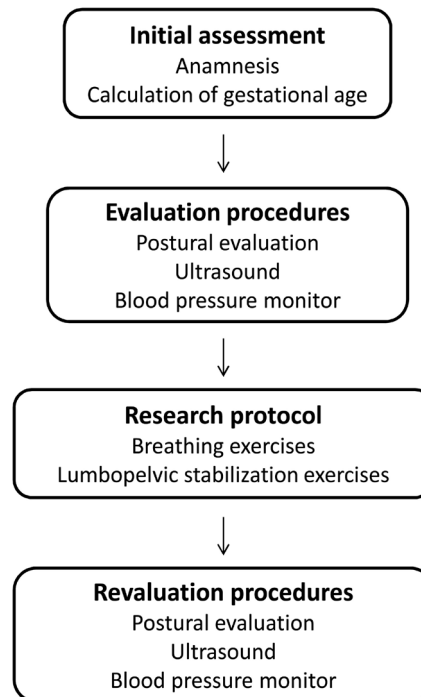 Initial assessment
Anamnesis
Calculation of gestational age
Evaluation procedures
Postural evaluation
Ultrasound
Blood pressure monitor
Research protocol
Breathing exercises
Lumbopelvic stabilization exercises
Revaluation procedures
Postural evaluation
Ultrasound
Blood pressure monitor